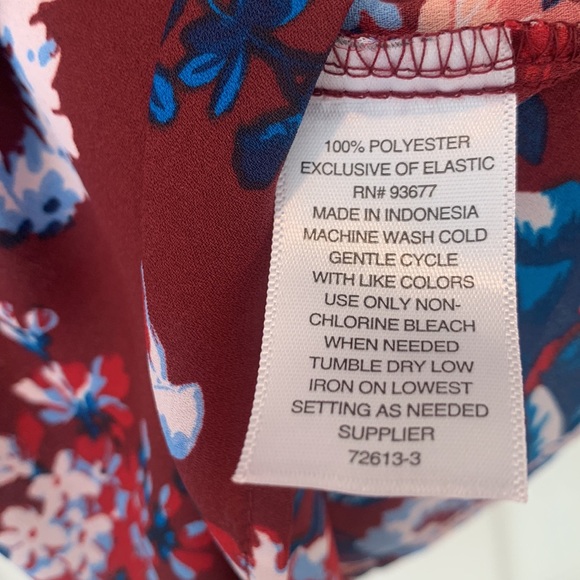 100% POLYESTER
EXCLUSIVE OF ELASTIC
RN# 93677
MADE IN INDONESIA
MACHINE WASH COLD
GENTLE CYCLE
WITH LIKE COLORS
USE ONLY NON-
CHLORINE BLEACH
WHEN NEEDED
TUMBLE DRY LOW
IRON ON LOWEST
SETTING AS NEEDED
SUPPLIER
72613-3